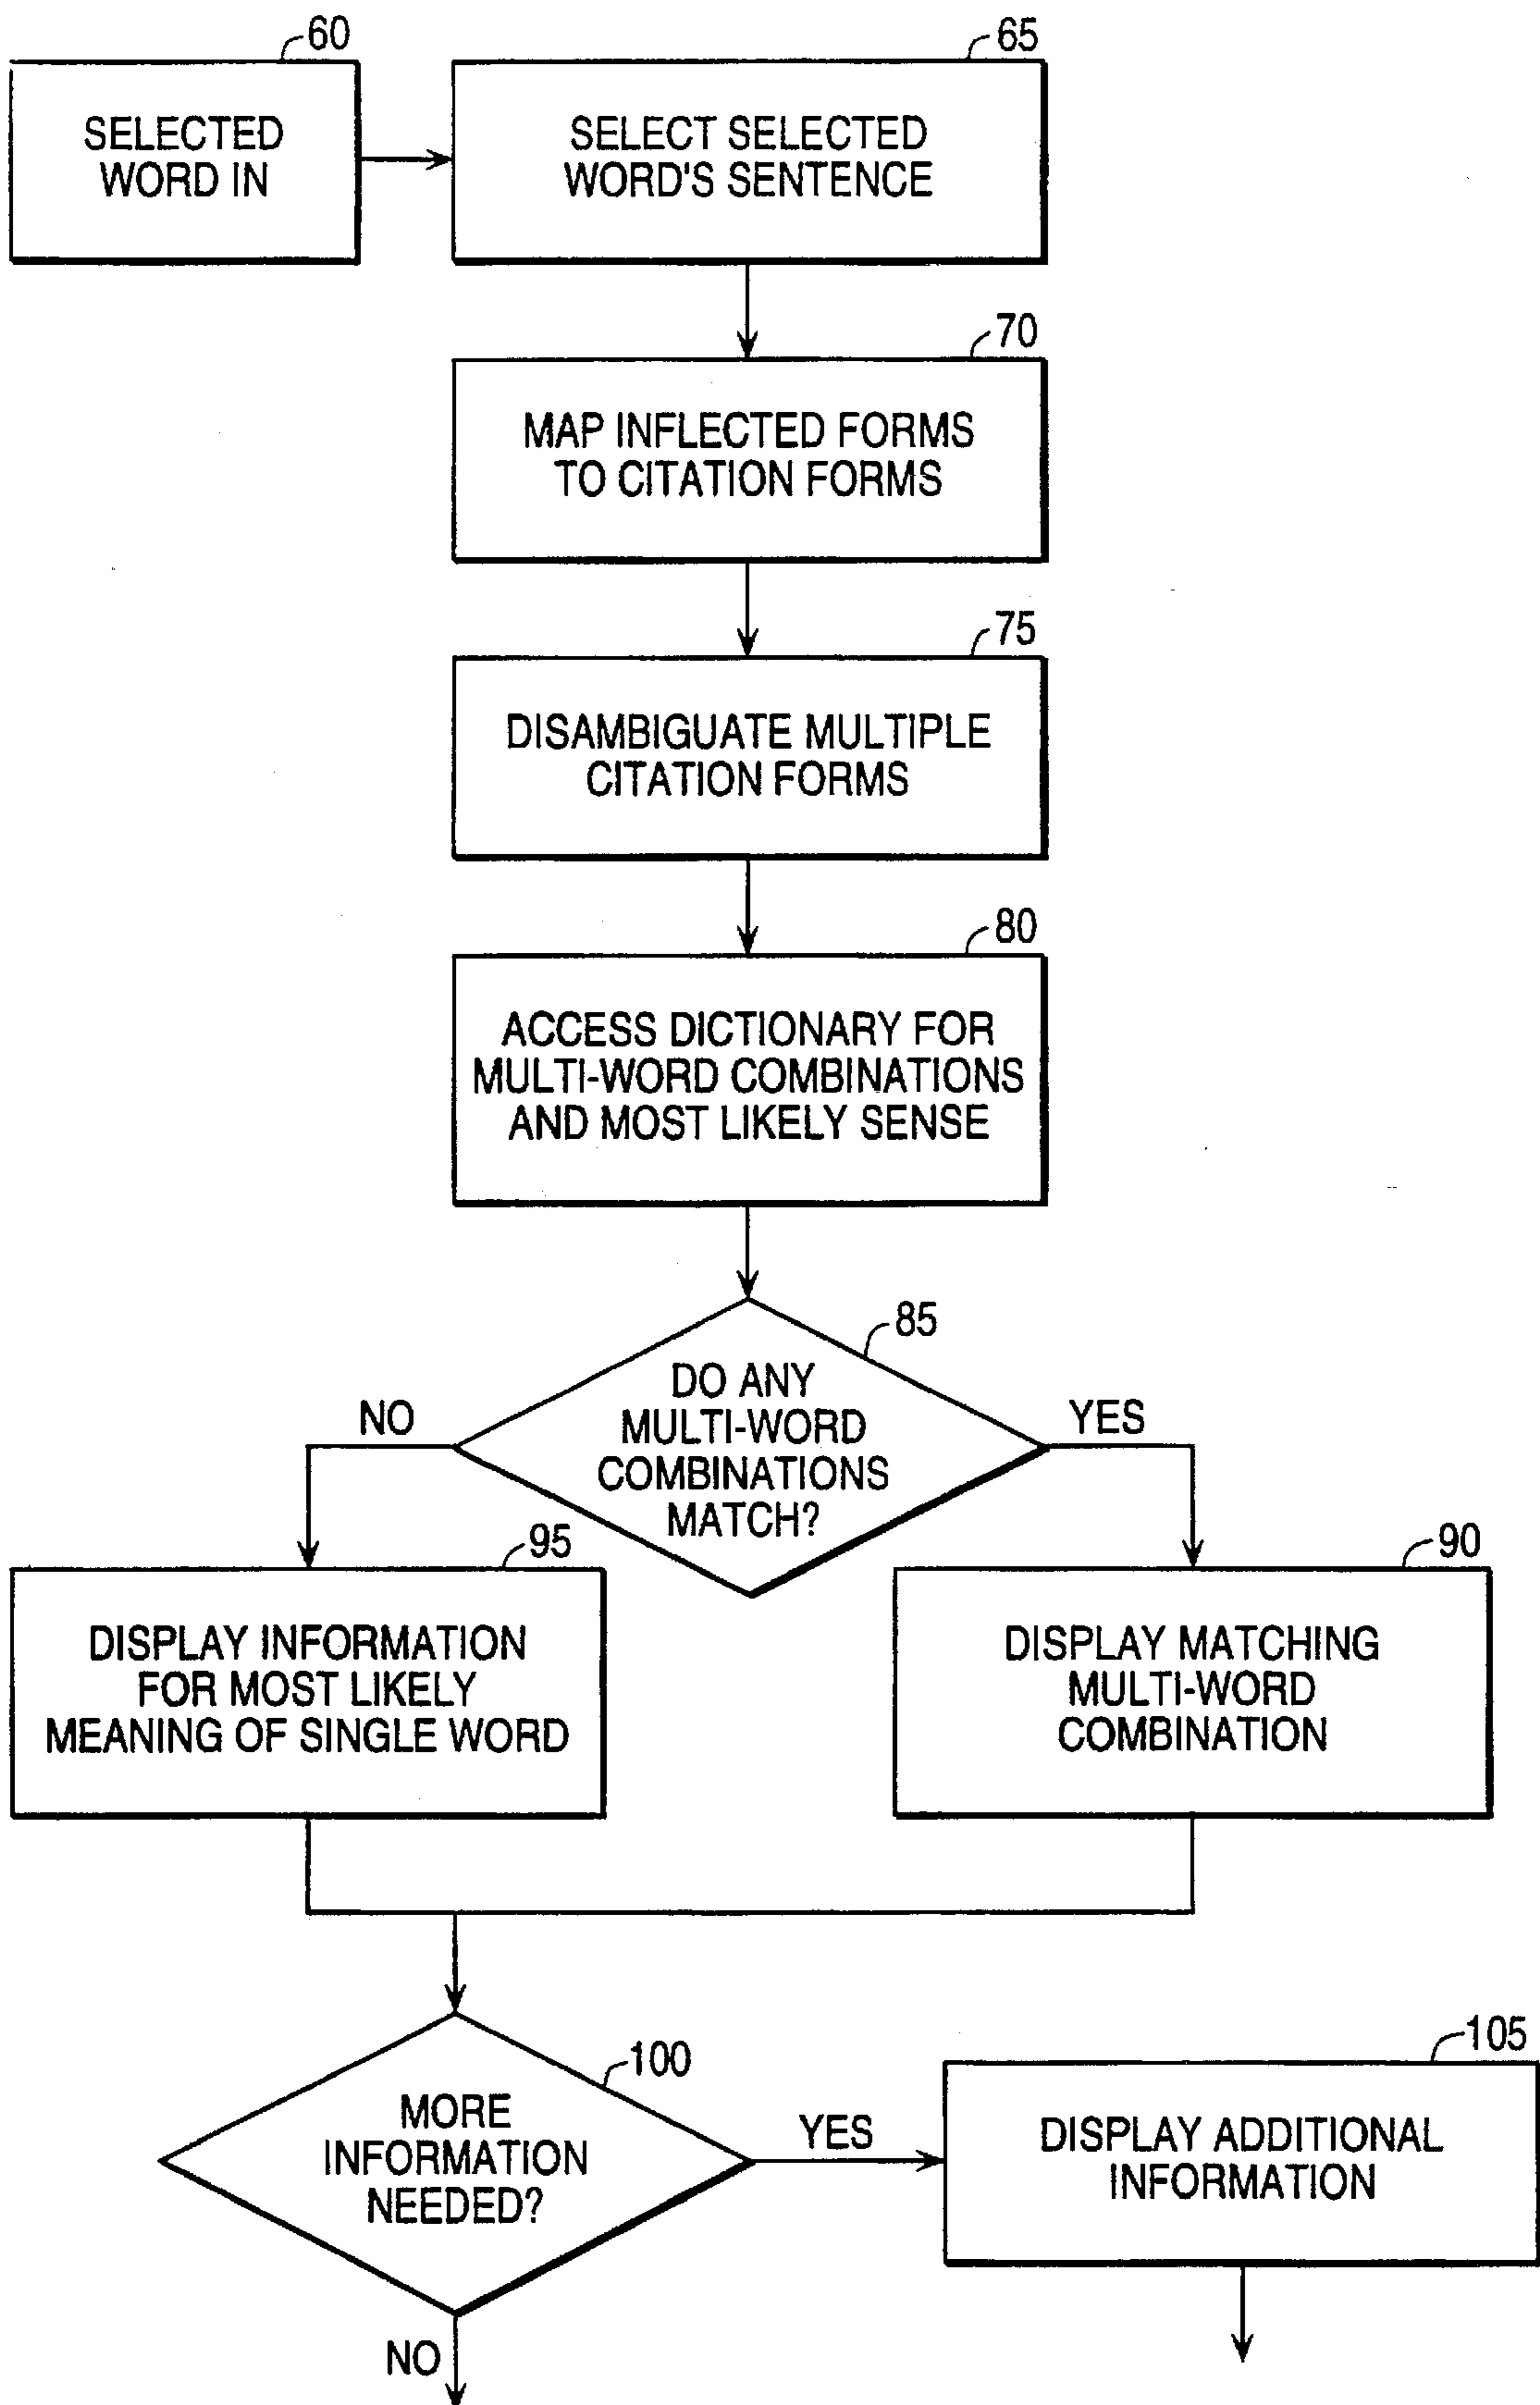 60
SELECTED
WORD IN
65
SELECT SELECTED
WORD'S SENTENCE
70
MAP INFLECTED FORMS
TO CITATION FORMS
75
DISAMBIGUATE MULTIPLE
CITATION FORMS
80
ACCESS DICTIONARY FOR
MULTI-WORD COMBINATIONS
AND MOST LIKELY SENSE
85
DO ANY
MULTI-WORD
COMBINATIONS
MATCH?
NO
YES
95
DISPLAY INFORMATION
FOR MOST LIKELY
MEANING OF SINGLE WORD
90
DISPLAY MATCHING
MULTI-WORD
COMBINATION
100
MORE
INFORMATION
NEEDED?
YES
105
DISPLAY ADDITIONAL
INFORMATION
NO